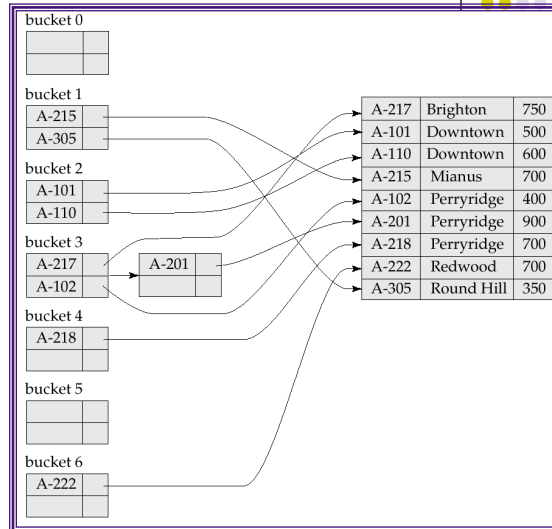 bucket 0
bucket 1
A-215
A-305
bucket 2
A-101
A-110
bucket 3
A-217
A-102
A-201
bucket 4
A-218
bucket 5
bucket 6
A-222
A-217 Brighton 750
A-101 Downtown 500
A-110 Downtown 600
A-215 Mianus 700
A-102 Perryridge 400
A-201 Perryridge 900
A-218 Perryridge 700
A-222 Redwood 700
A-305 Round Hill 350